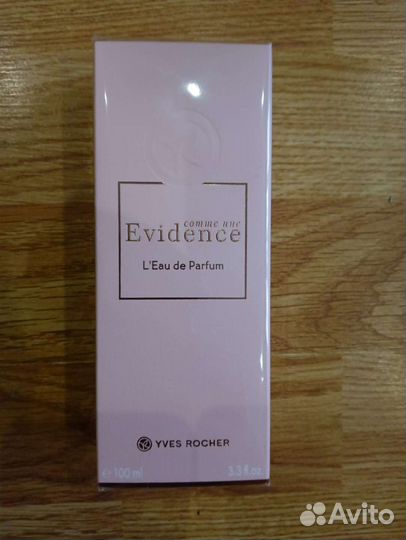 comme une
Evidence
L'Eau de Parfum
YVES ROCHER
e 100 ml 3.3 fl.oz.
Avito